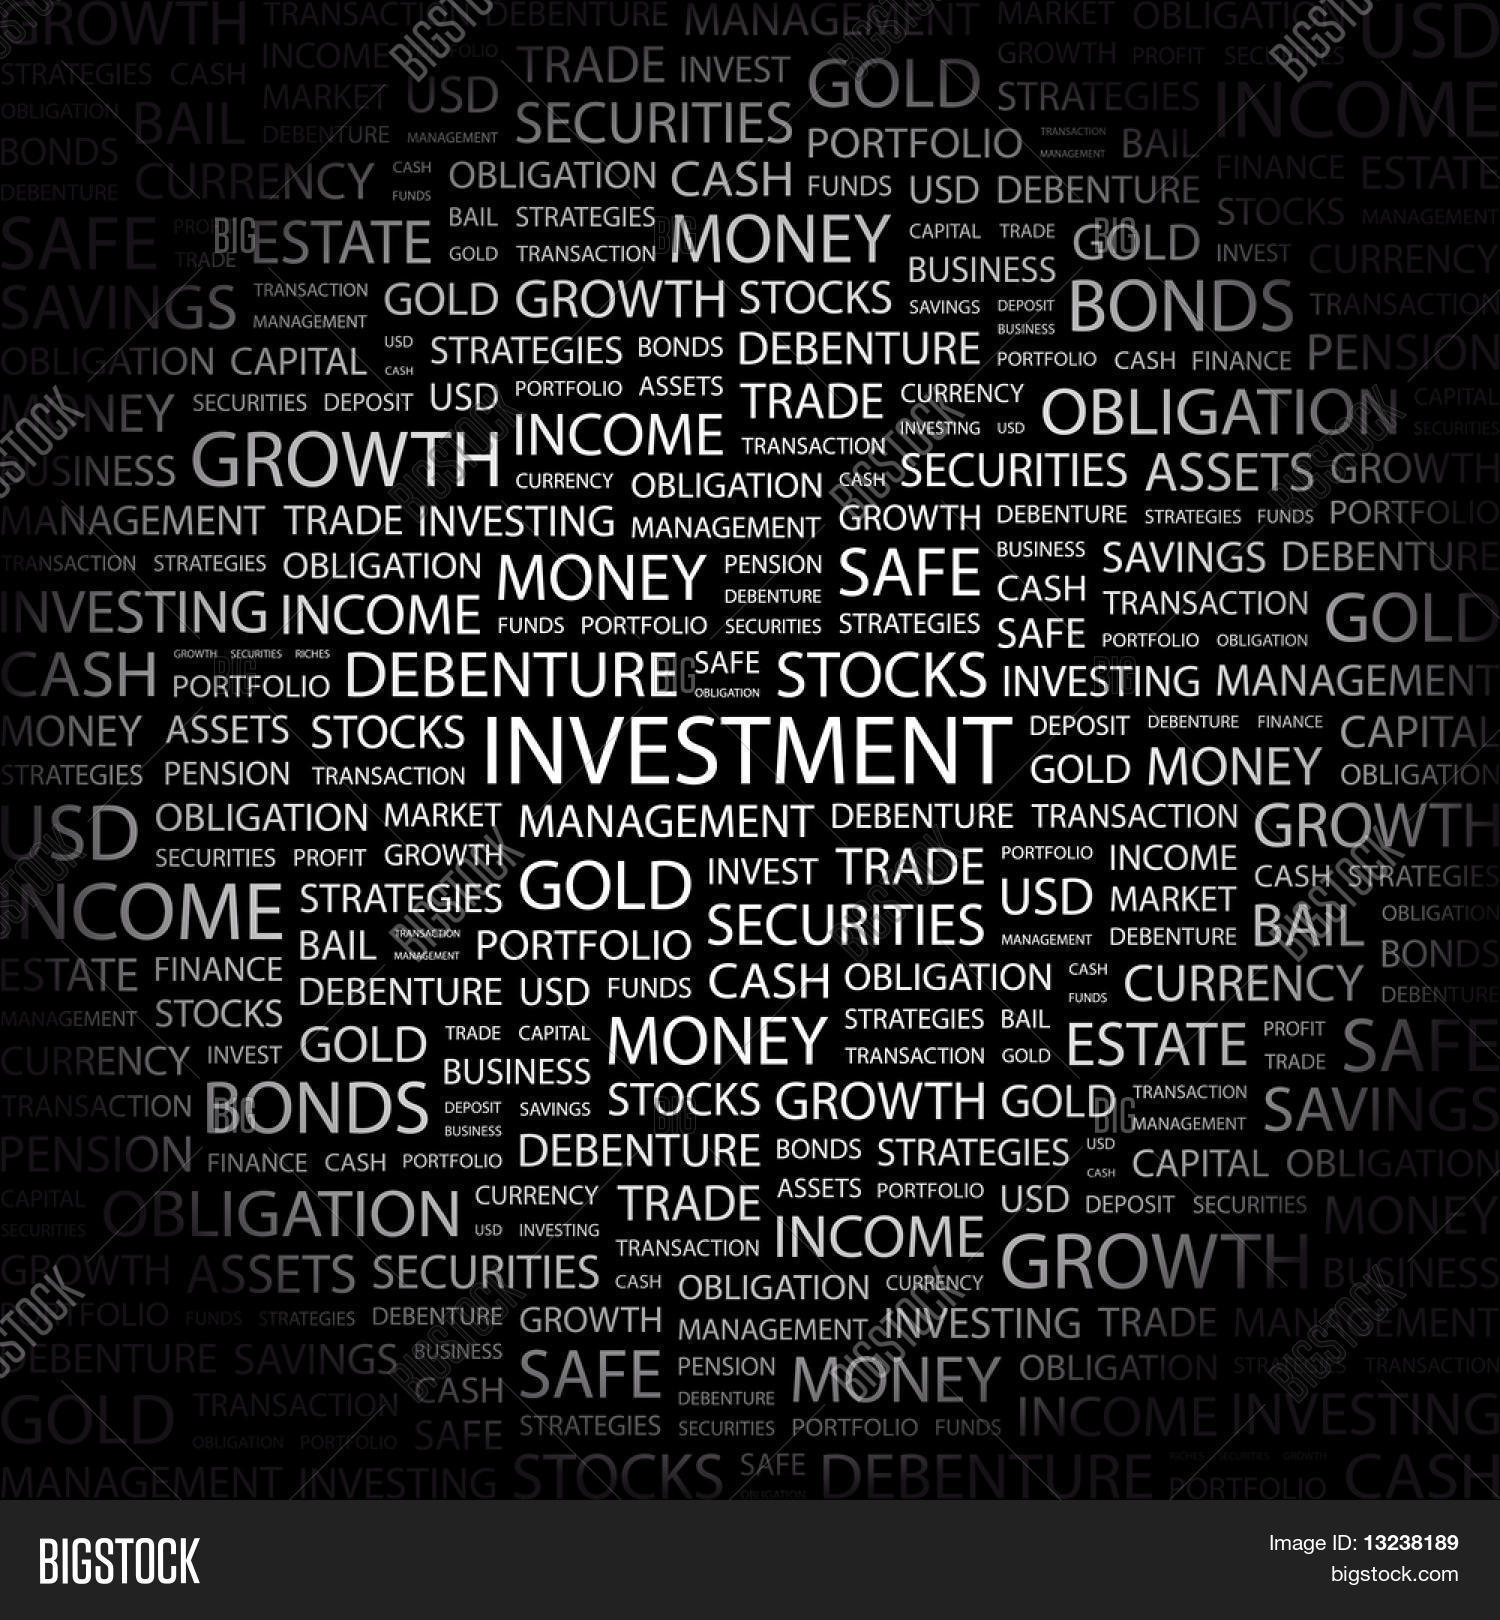 GROWTH TRANSACTION DEBENTURE MANAGEMENT MARKET OBLIGATION USD
STRATEGIES CASH INCOME TRADE INVEST GOLD GROWTH PROFIT
OBLIGATION BAIL MARKET USD SECURITIES STRATEGIES INCOME
BONDS DEBENTURE MANAGEMENT PORTFOLIO TRANSACTION MANAGEMENT BAIL
DEBENTURE CURRENCY CASH FUNDS OBLIGATION CASH FUNDS USD DEBENTURE FINANCE ESTATE
SAFE TRADE ESTATE BAIL STRATEGIES MONEY CAPITAL TRADE GOLD STOCKS MANAGEMENT
GOLD TRANSACTION BUSINESS INVEST CURRENCY
SAVINGS TRANSACTION MANAGEMENT GOLD GROWTH STOCKS SAVINGS DEPOSIT BUSINESS BONDS TRANSACTION
OBLIGATION CAPITAL USD CASH STRATEGIES BONDS DEBENTURE PORTFOLIO CASH FINANCE PENSION
MONEY SECURITIES DEPOSIT USD PORTFOLIO ASSETS TRADE CURRENCY OBLIGATION CAPITAL
BUSINESS GROWTH INCOME TRANSACTION INVESTING USD SECURITIES
CURRENCY OBLIGATION CASH SECURITIES ASSETS GROWTH
MANAGEMENT TRADE INVESTING MANAGEMENT GROWTH DEBENTURE STRATEGIES FUNDS PORTFOLIO
TRANSACTION STRATEGIES OBLIGATION MONEY PENSION DEBENTURE SAFE BUSINESS CASH SAVINGS DEBENTURE
INVESTING INCOME FUNDS PORTFOLIO SECURITIES STRATEGIES SAFE TRANSACTION PORTFOLIO OBLIGATION GOLD
CASH GROWTH SECURITIES RICHES PORTFOLIO DEBENTURE SAFE OBLIGATION STOCKS INVESTING MANAGEMENT
MONEY ASSETS STOCKS INVESTMENT DEPOSIT DEBENTURE FINANCE CAPITAL
STRATEGIES PENSION TRANSACTION GOLD MONEY OBLIGATION
USD OBLIGATION MARKET MANAGEMENT DEBENTURE TRANSACTION GROWTH
SECURITIES PROFIT GROWTH GOLD INVEST TRADE PORTFOLIO INCOME CASH STRATEGIES
INCOME STRATEGIES SECURITIES USD MARKET BAIL OBLIGATION
BAIL TRANSACTION MANAGEMENT PORTFOLIO MANAGEMENT DEBENTURE BONDS
ESTATE FINANCE DEBENTURE USD FUNDS CASH OBLIGATION CASH FUNDS CURRENCY DEBENTURE
MANAGEMENT STOCKS GOLD TRADE CAPITAL MONEY STRATEGIES BAIL ESTATE PROFIT SAFE
CURRENCY INVEST BUSINESS TRANSACTION GOLD TRADE
TRANSACTION BONDS DEPOSIT SAVINGS BUSINESS STOCKS GROWTH GOLD TRANSACTION MANAGEMENT SAVINGS
PENSION FINANCE CASH PORTFOLIO DEBENTURE BONDS STRATEGIES USD CASH CAPITAL OBLIGATION
CAPITAL SECURITIES OBLIGATION CURRENCY TRADE ASSETS PORTFOLIO USD DEPOSIT SECURITIES MONEY
USD INVESTING TRANSACTION INCOME GROWTH
GROWTH ASSETS SECURITIES CASH OBLIGATION CURRENCY BUSINESS
PORTFOLIO FUNDS STRATEGIES DEBENTURE GROWTH MANAGEMENT INVESTING TRADE MANAGEMENT
DEBENTURE SAVINGS BUSINESS CASH SAFE PENSION DEBENTURE MONEY OBLIGATION STRATEGIES TRANSACTION
GOLD TRANSACTION OBLIGATION PORTFOLIO SAFE STRATEGIES SECURITIES PORTFOLIO FUNDS INCOME INVESTING
MANAGEMENT INVESTING STOCKS SAFE OBLIGATION DEBENTURE RICHES SECURITIES GROWTH PORTFOLIO CASH
BIGSTOCK
Image ID: 13238189
bigstock.com